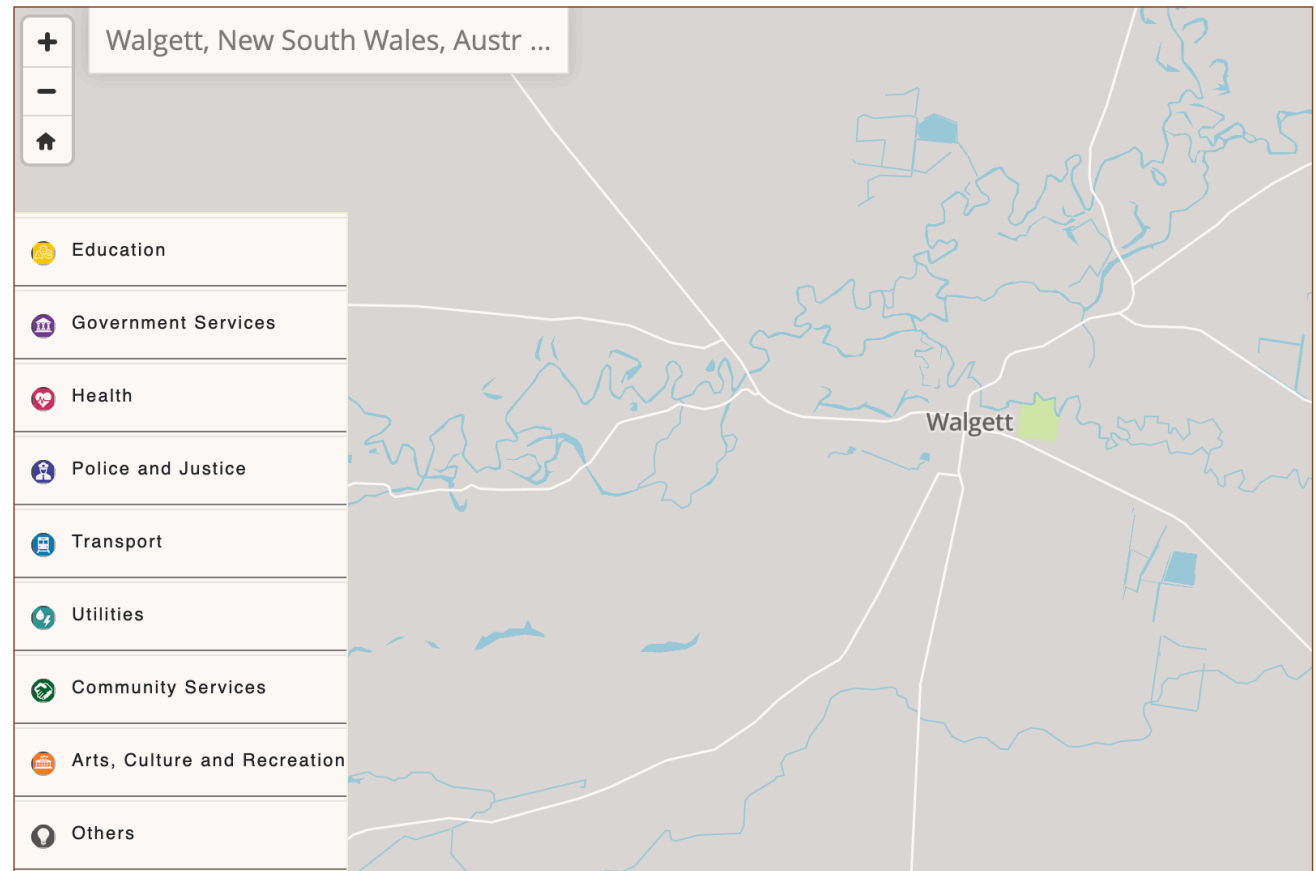 Walgett, New South Wales, Austr ...
Education
Government Services
Health
Police and Justice
Transport
Utilities
Community Services
Arts, Culture and Recreation
Others
Walgett